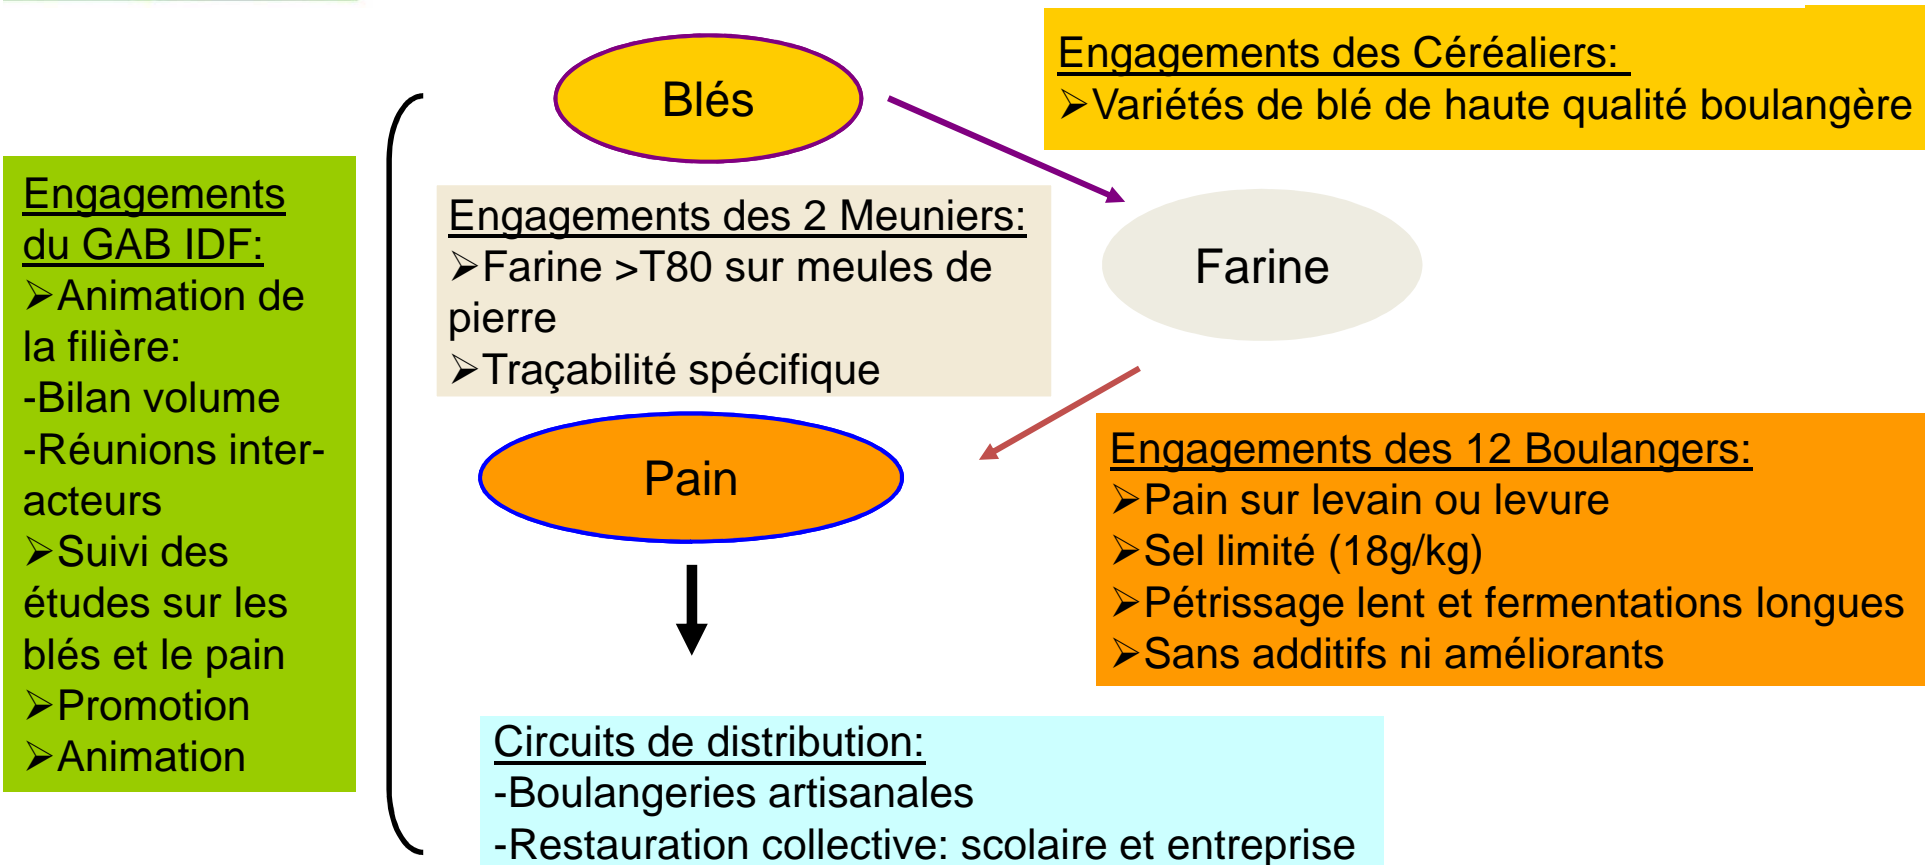 Blés
Engagements des Céréaliers:
➢Variétés de blé de haute qualité boulangère
Engagements
du GAB IDF:
➢Animation de
la filière:
-Bilan volume
-Réunions inter-
acteurs
➢Suivi des
études sur les
blés et le pain
➢Promotion
➢Animation
Engagements des 2 Meuniers:
➢Farine >T80 sur meules de
pierre
➢Traçabilité spécifique
Farine
Pain
Engagements des 12 Boulangers:
➢Pain sur levain ou levure
➢Sel limité (18g/kg)
➢Pétrissage lent et fermentations longues
➢Sans additifs ni améliorants
Circuits de distribution:
-Boulangeries artisanales
-Restauration collective: scolaire et entreprise